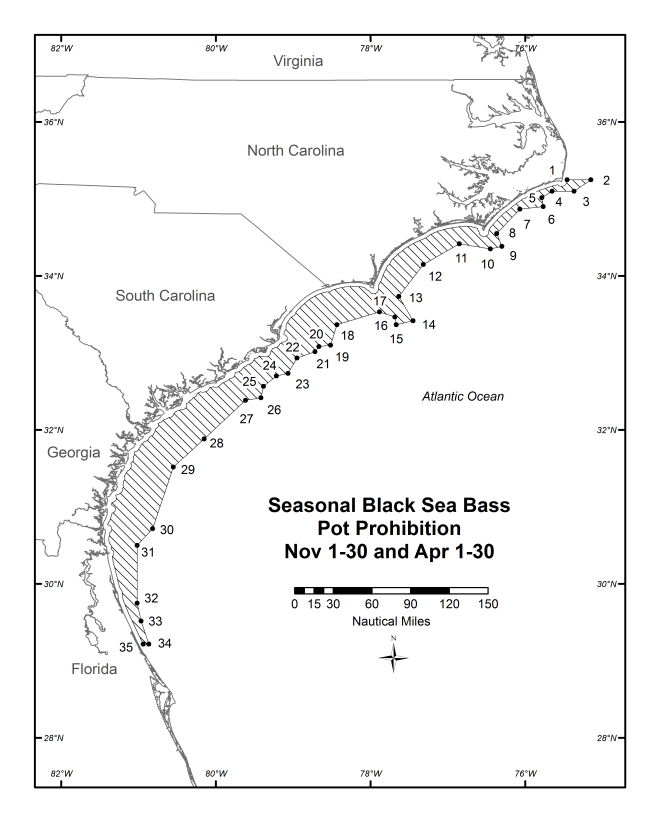 82°W 80°W 78°W 76°W
Virginia
36°N 36°N
North Carolina
1 2
5 4 3
7 6
8
9
11 10
12
34°N 34°N
South Carolina
17 13
16 14
15
20 18
22 19
21
24 23
25
26
Atlantic Ocean
27
32°N 32°N
28
Georgia
29
Seasonal Black Sea Bass
Pot Prohibition
Nov 1-30 and Apr 1-30
30
31
30°N 30°N
32
0 15 30 60 90 120 150
Nautical Miles
33
N
35 34
Florida
28°N 28°N
82°W 80°W 78°W 76°W